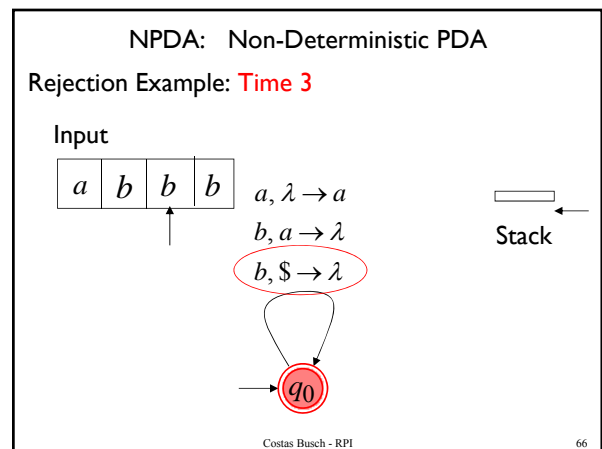 NPDA: Non-Deterministic PDA
Rejection Example: Time 3
Input
a b b b
a, λ → a
b, a → λ
Stack
b, $ → λ
q0
Costas Busch - RPI 66